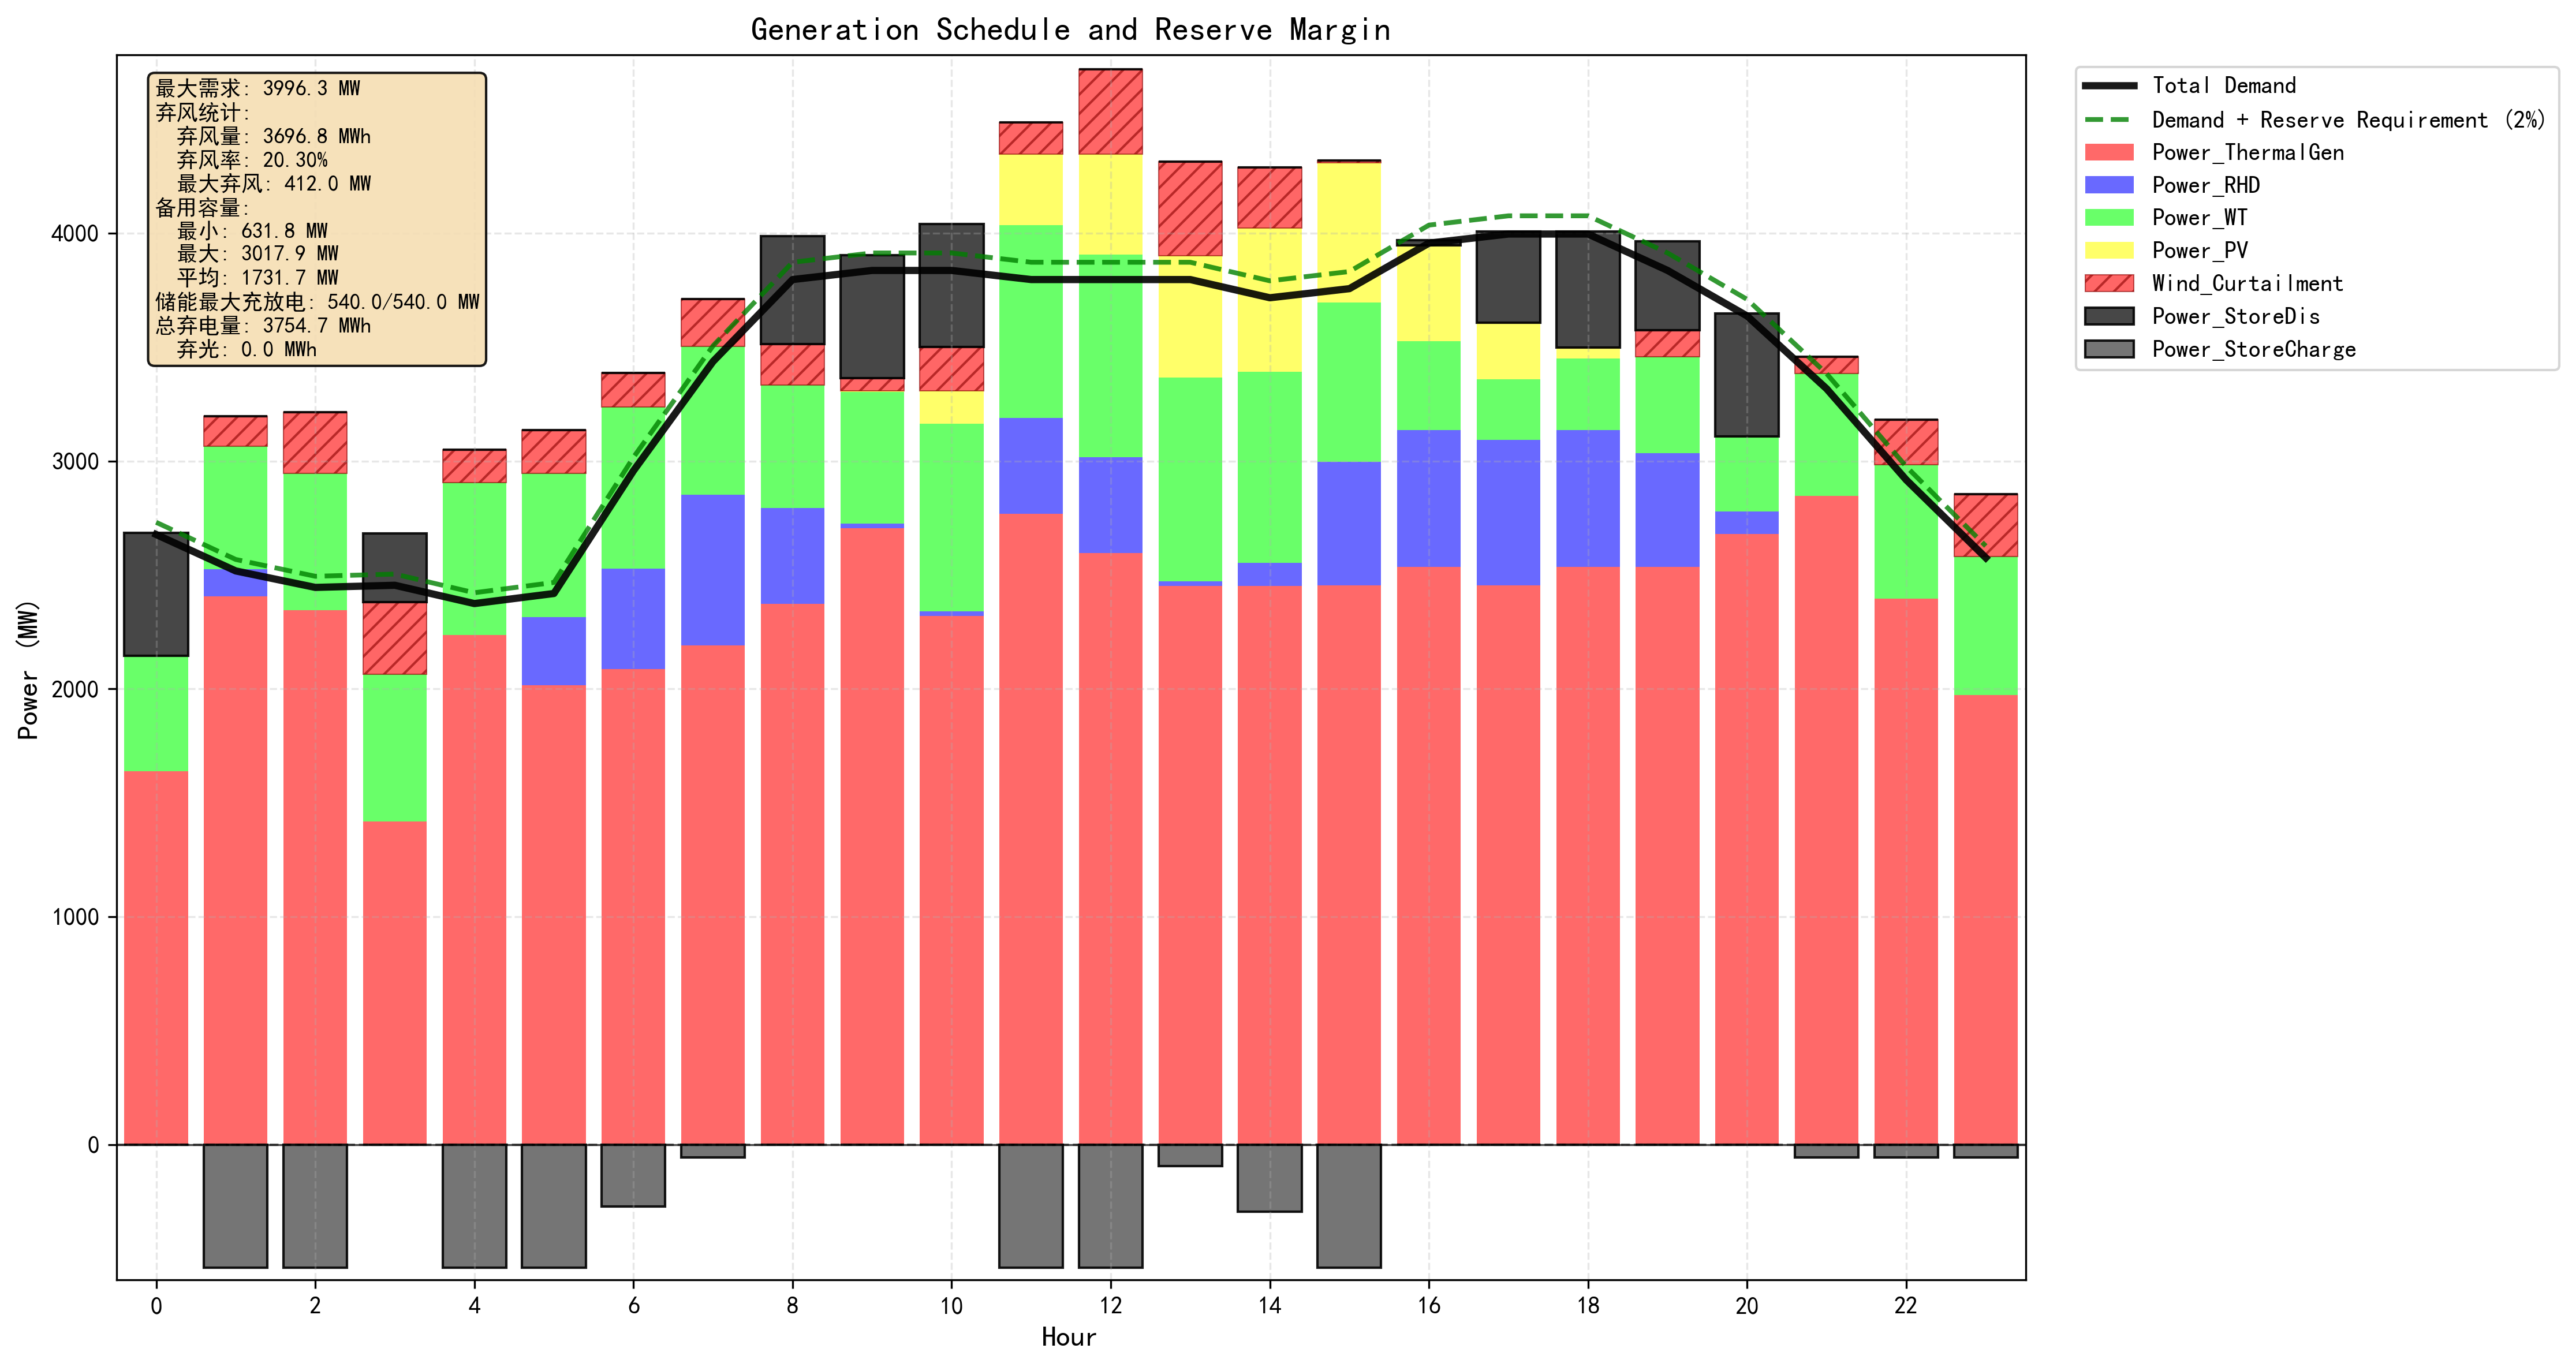 Generation Schedule and Reserve Margin
最大需求: 3996.3 MW
弃风统计:
弃风量: 3696.8 MWh
弃风率: 20.30%
最大弃风: 412.0 MW
备用容量:
最小: 631.8 MW
最大: 3017.9 MW
平均: 1731.7 MW
储能最大充放电: 540.0/540.0 MW
总弃电量: 3754.7 MWh
弃光: 0.0 MWh
Total Demand
Demand + Reserve Requirement (2%)
Power_ThermalGen
Power_RHD
Power_WT
Power_PV
Wind_Curtailment
Power_StoreDis
Power_StoreCharge
Power (MW)
4000
3000
2000
1000
0
0 2 4 6 8 10 12 14 16 18 20 22
Hour